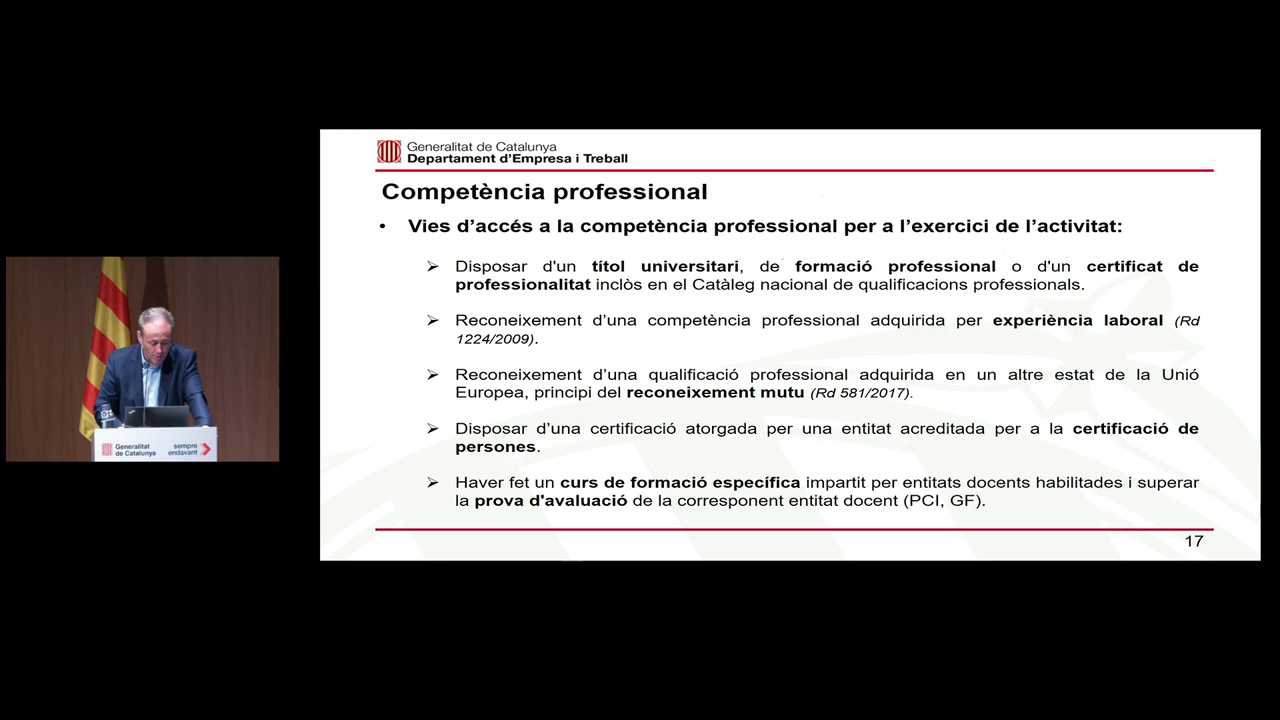 Generalitat de Catalunya
Departament d'Empresa i Treball
Competència professional
• Vies d'accés a la competència professional per a l'exercici de l'activitat:
➢ Disposar d'un títol universitari, de formació professional o d'un certificat de
professionalitat inclòs en el Catàleg nacional de qualificacions professionals.
➢ Reconeixement d'una competència professional adquirida per experiència laboral (Rd
1224/2009).
➢ Reconeixement d'una qualificació professional adquirida en un altre estat de la Unió
Europea, principi del reconeixement mutu (Rd 581/2017).
➢ Disposar d'una certificació atorgada per una entitat acreditada per a la certificació de
persones.
➢ Haver fet un curs de formació específica impartit per entitats docents habilitades i superar
la prova d'avaluació de la corresponent entitat docent (PCI, GF).
17
Generalitat
de Catalunya
sempre
endavant